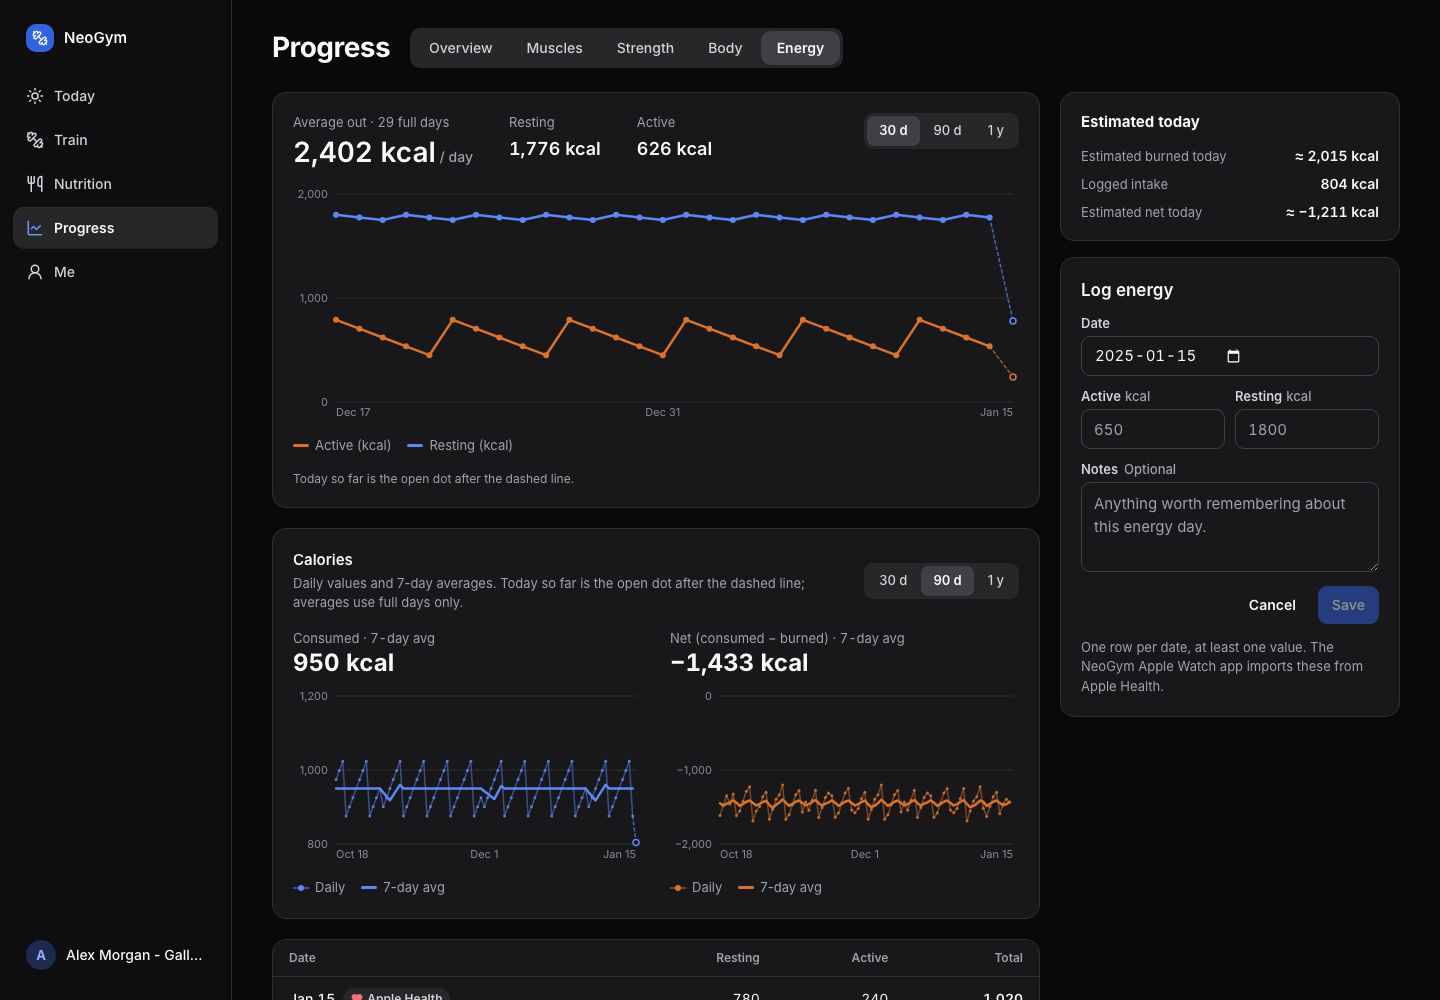 NeoGym
Today
Train
Nutrition
Progress
Me
A Alex Morgan - Gall...
Progress
Overview Muscles Strength Body Energy
Average out · 29 full days
2,402 kcal / day
Resting
1,776 kcal
Active
626 kcal
30 d 90 d 1 y
2,000
1,000
0
Dec 17 Dec 31 Jan 15
Active (kcal) Resting (kcal)
Today so far is the open dot after the dashed line.
Calories
Daily values and 7-day averages. Today so far is the open dot after the dashed line;
averages use full days only.
30 d 90 d 1 y
Consumed · 7-day avg
950 kcal
1,200
1,000
800
Oct 18 Dec 1 Jan 15
Daily 7-day avg
Net (consumed − burned) · 7-day avg
−1,433 kcal
0
−1,000
−2,000
Oct 18 Dec 1 Jan 15
Daily 7-day avg
Date Resting Active Total
Jan 15 Apple Health 780 240 1,020
Estimated today
Estimated burned today ≈ 2,015 kcal
Logged intake 804 kcal
Estimated net today ≈ −1,211 kcal
Log energy
Date
2025-01-15
Active kcal Resting kcal
650 1800
Notes Optional
Anything worth remembering about
this energy day.
Cancel Save
One row per date, at least one value. The
NeoGym Apple Watch app imports these from
Apple Health.